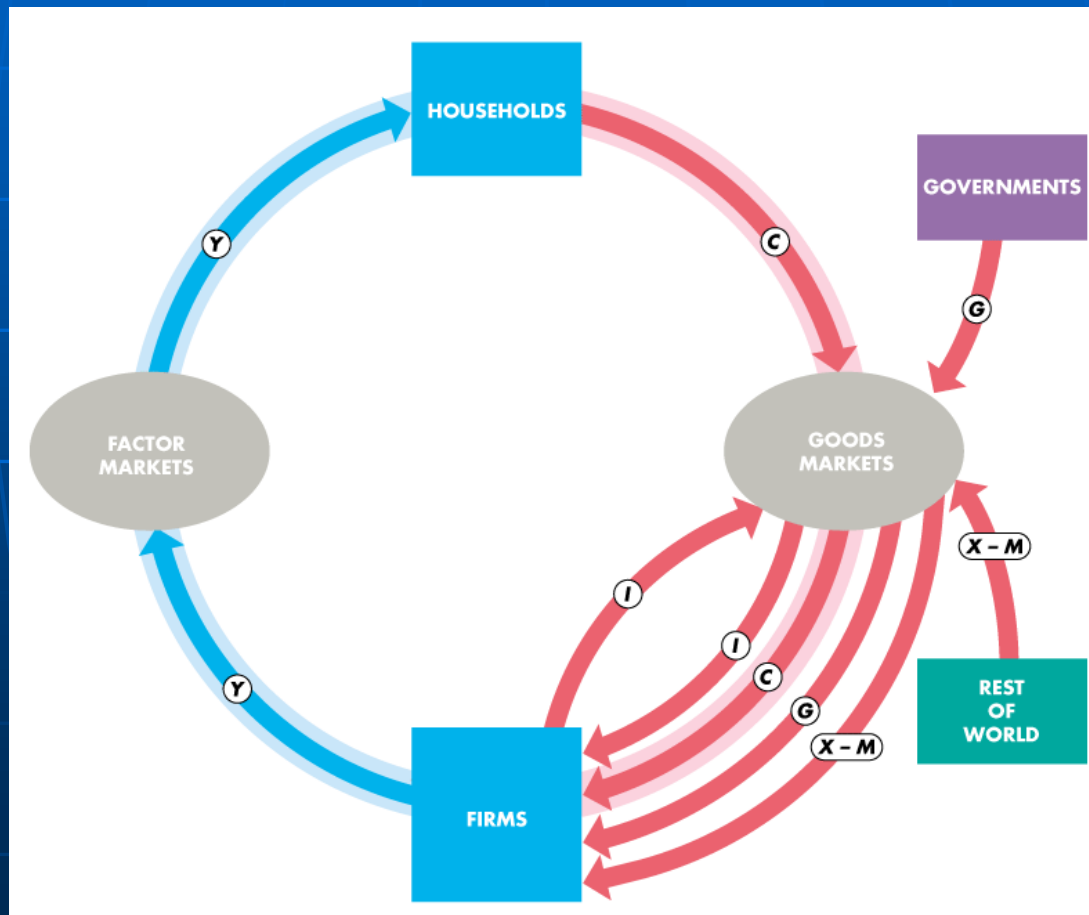 HOUSEHOLDS
GOVERNMENTS
Y
C
G
FACTOR
MARKETS
GOODS
MARKETS
X – M
I
I
C
Y
G
X – M
REST
OF
WORLD
FIRMS